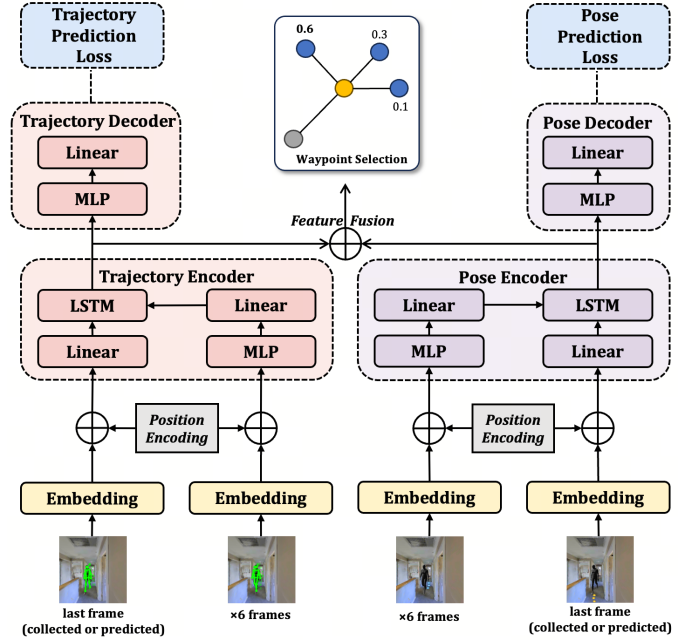 Trajectory
Prediction
Loss
0.6
0.3
0.1
Waypoint Selection
Pose
Prediction
Loss
Trajectory Decoder
Linear
MLP
Pose Decoder
Linear
MLP
Feature Fusion
Trajectory Encoder
LSTM
Linear
Linear
MLP
Pose Encoder
Linear
LSTM
MLP
Linear
Position
Encoding
Position
Encoding
Embedding
Embedding
Embedding
Embedding
last frame
(collected or predicted)
×6 frames
×6 frames
last frame
(collected or predicted)